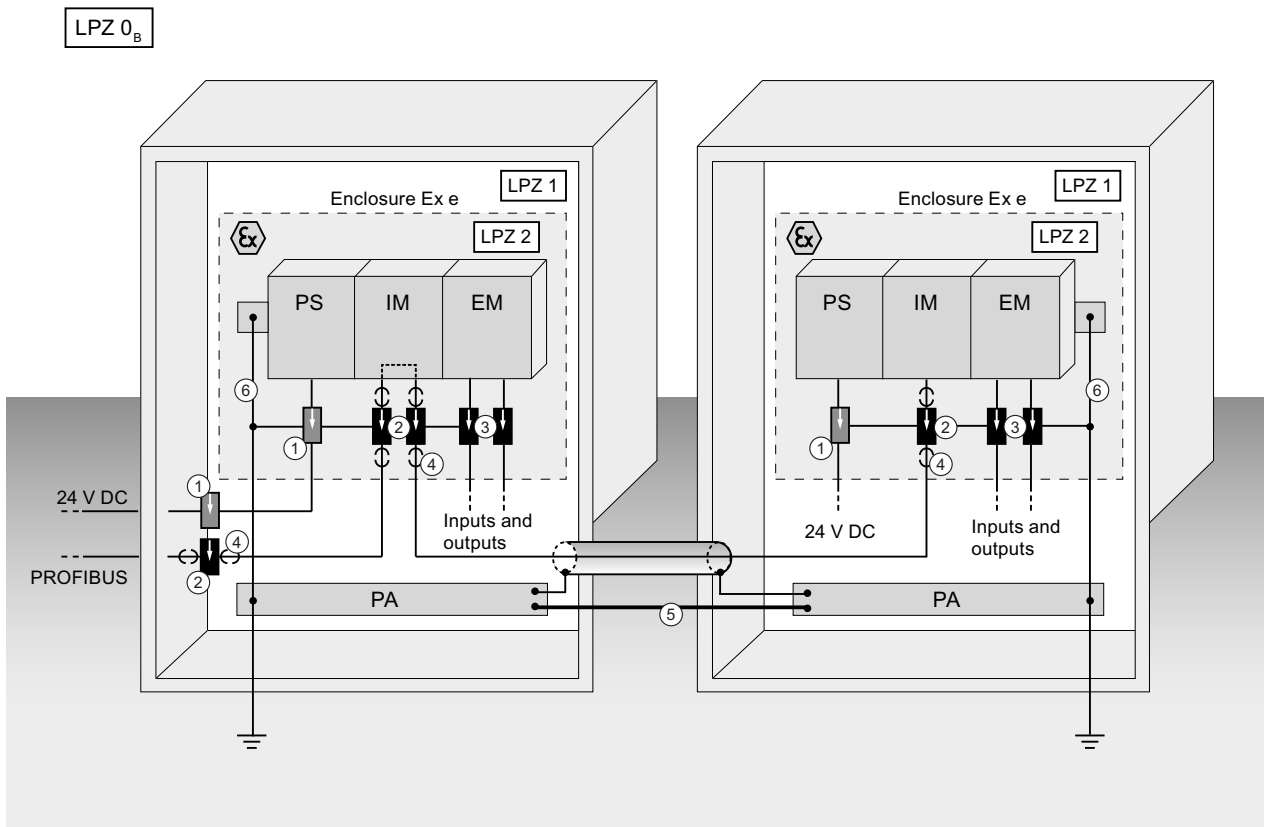 LPZ 0B
LPZ 1
Enclosure Ex e
Ex
LPZ 2
PS
IM
EM
6
1
2
3
4
1
24 V DC
4
PROFIBUS
2
Inputs and
outputs
PA
5
LPZ 1
Enclosure Ex e
Ex
LPZ 2
PS
IM
EM
6
1
2
3
4
24 V DC
Inputs and
outputs
PA